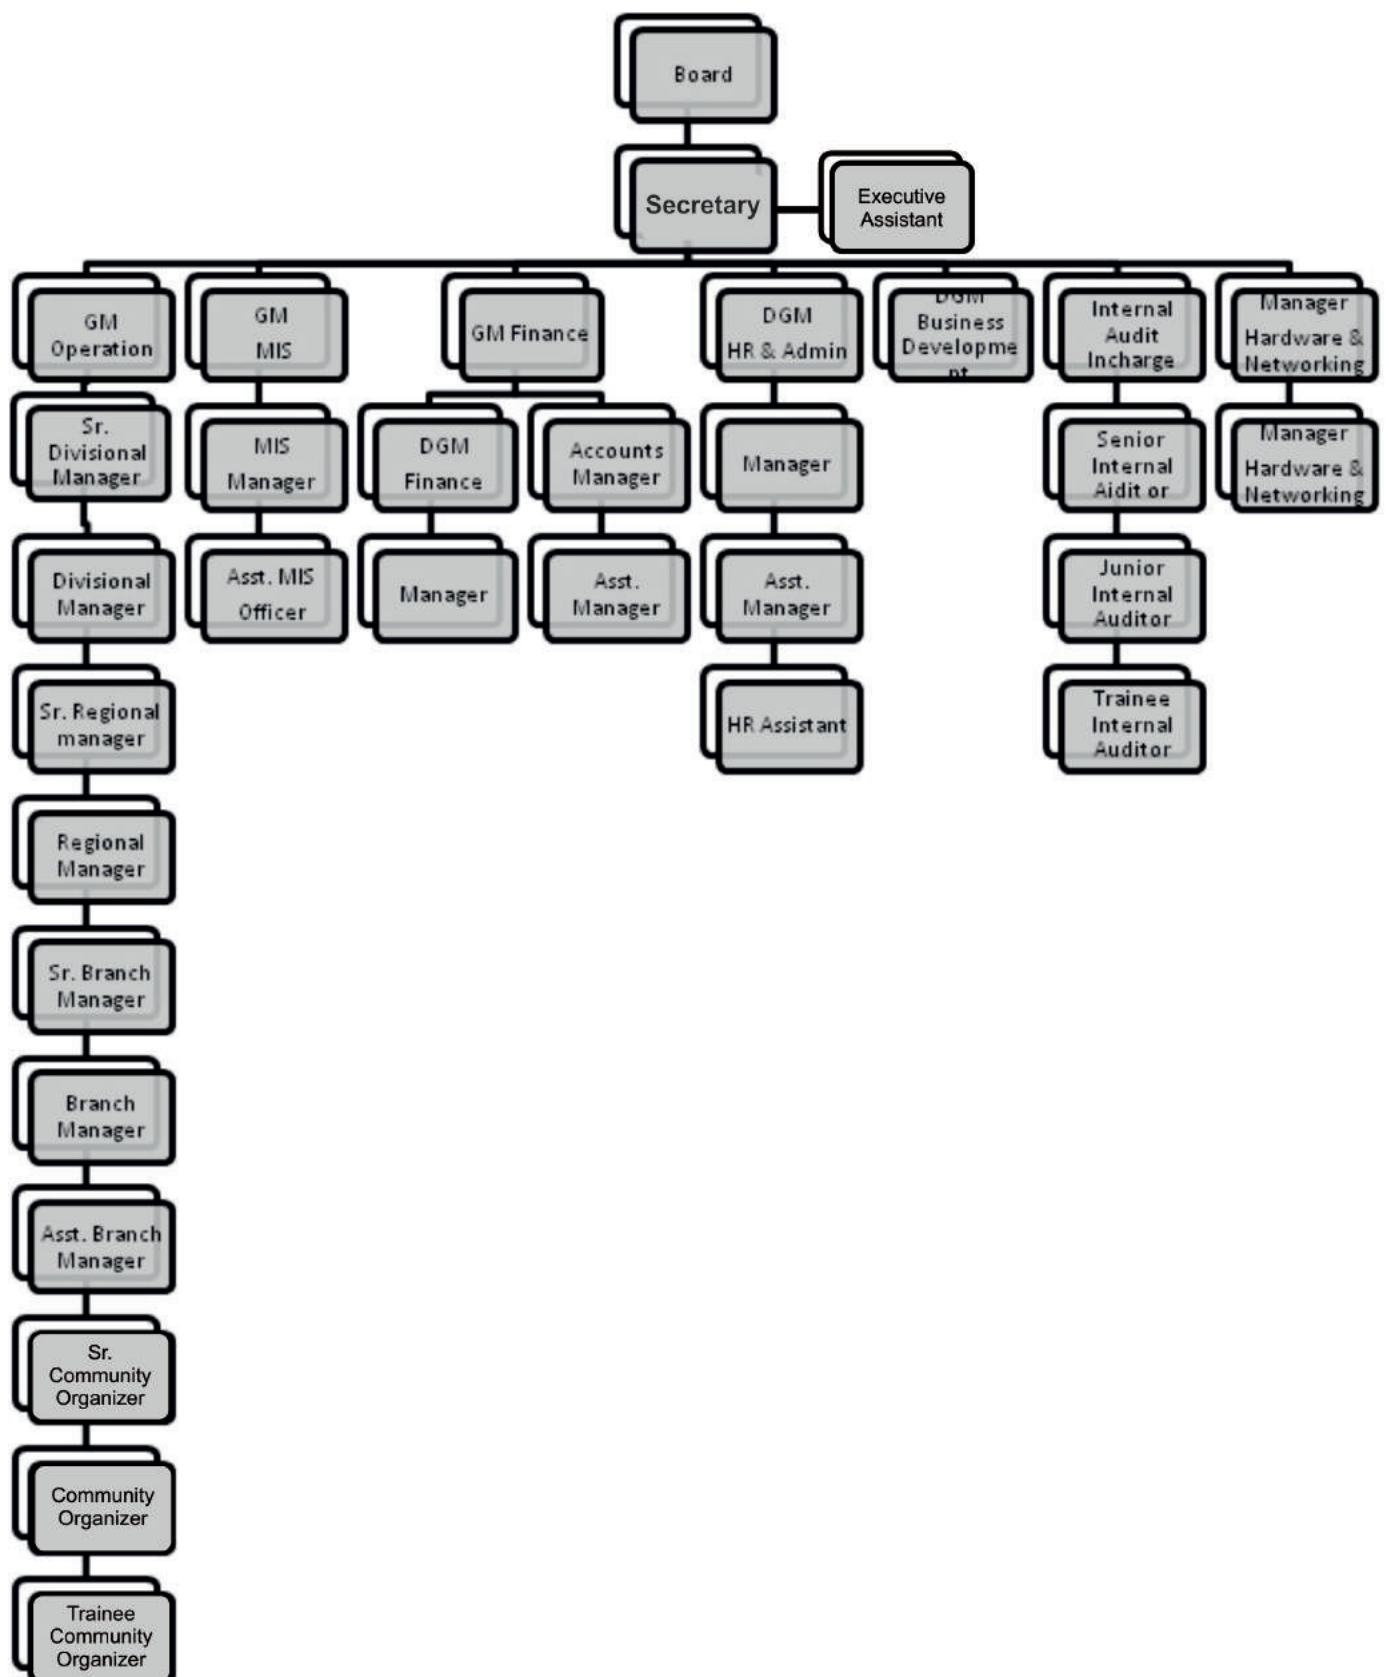 Board
Secretary
Executive
Assistant
GM
Operation
GM
MIS
GM Finance
DGM
HR & Admin
DGM
Business
Developme
nt
Internal
Audit
Incharge
Manager
Hardware &
Networking
Sr.
Divisional
Manager
MIS
Manager
DGM
Finance
Accounts
Manager
Manager
Senior
Internal
Aidit or
Manager
Hardware &
Networking
Divisional
Manager
Asst. MIS
Officer
Manager
Asst.
Manager
Asst.
Manager
Junior
Internal
Auditor
Sr. Regional
manager
HR Assistant
Trainee
Internal
Auditor
Regional
Manager
Sr. Branch
Manager
Branch
Manager
Asst. Branch
Manager
Sr.
Community
Organizer
Community
Organizer
Trainee
Community
Organizer